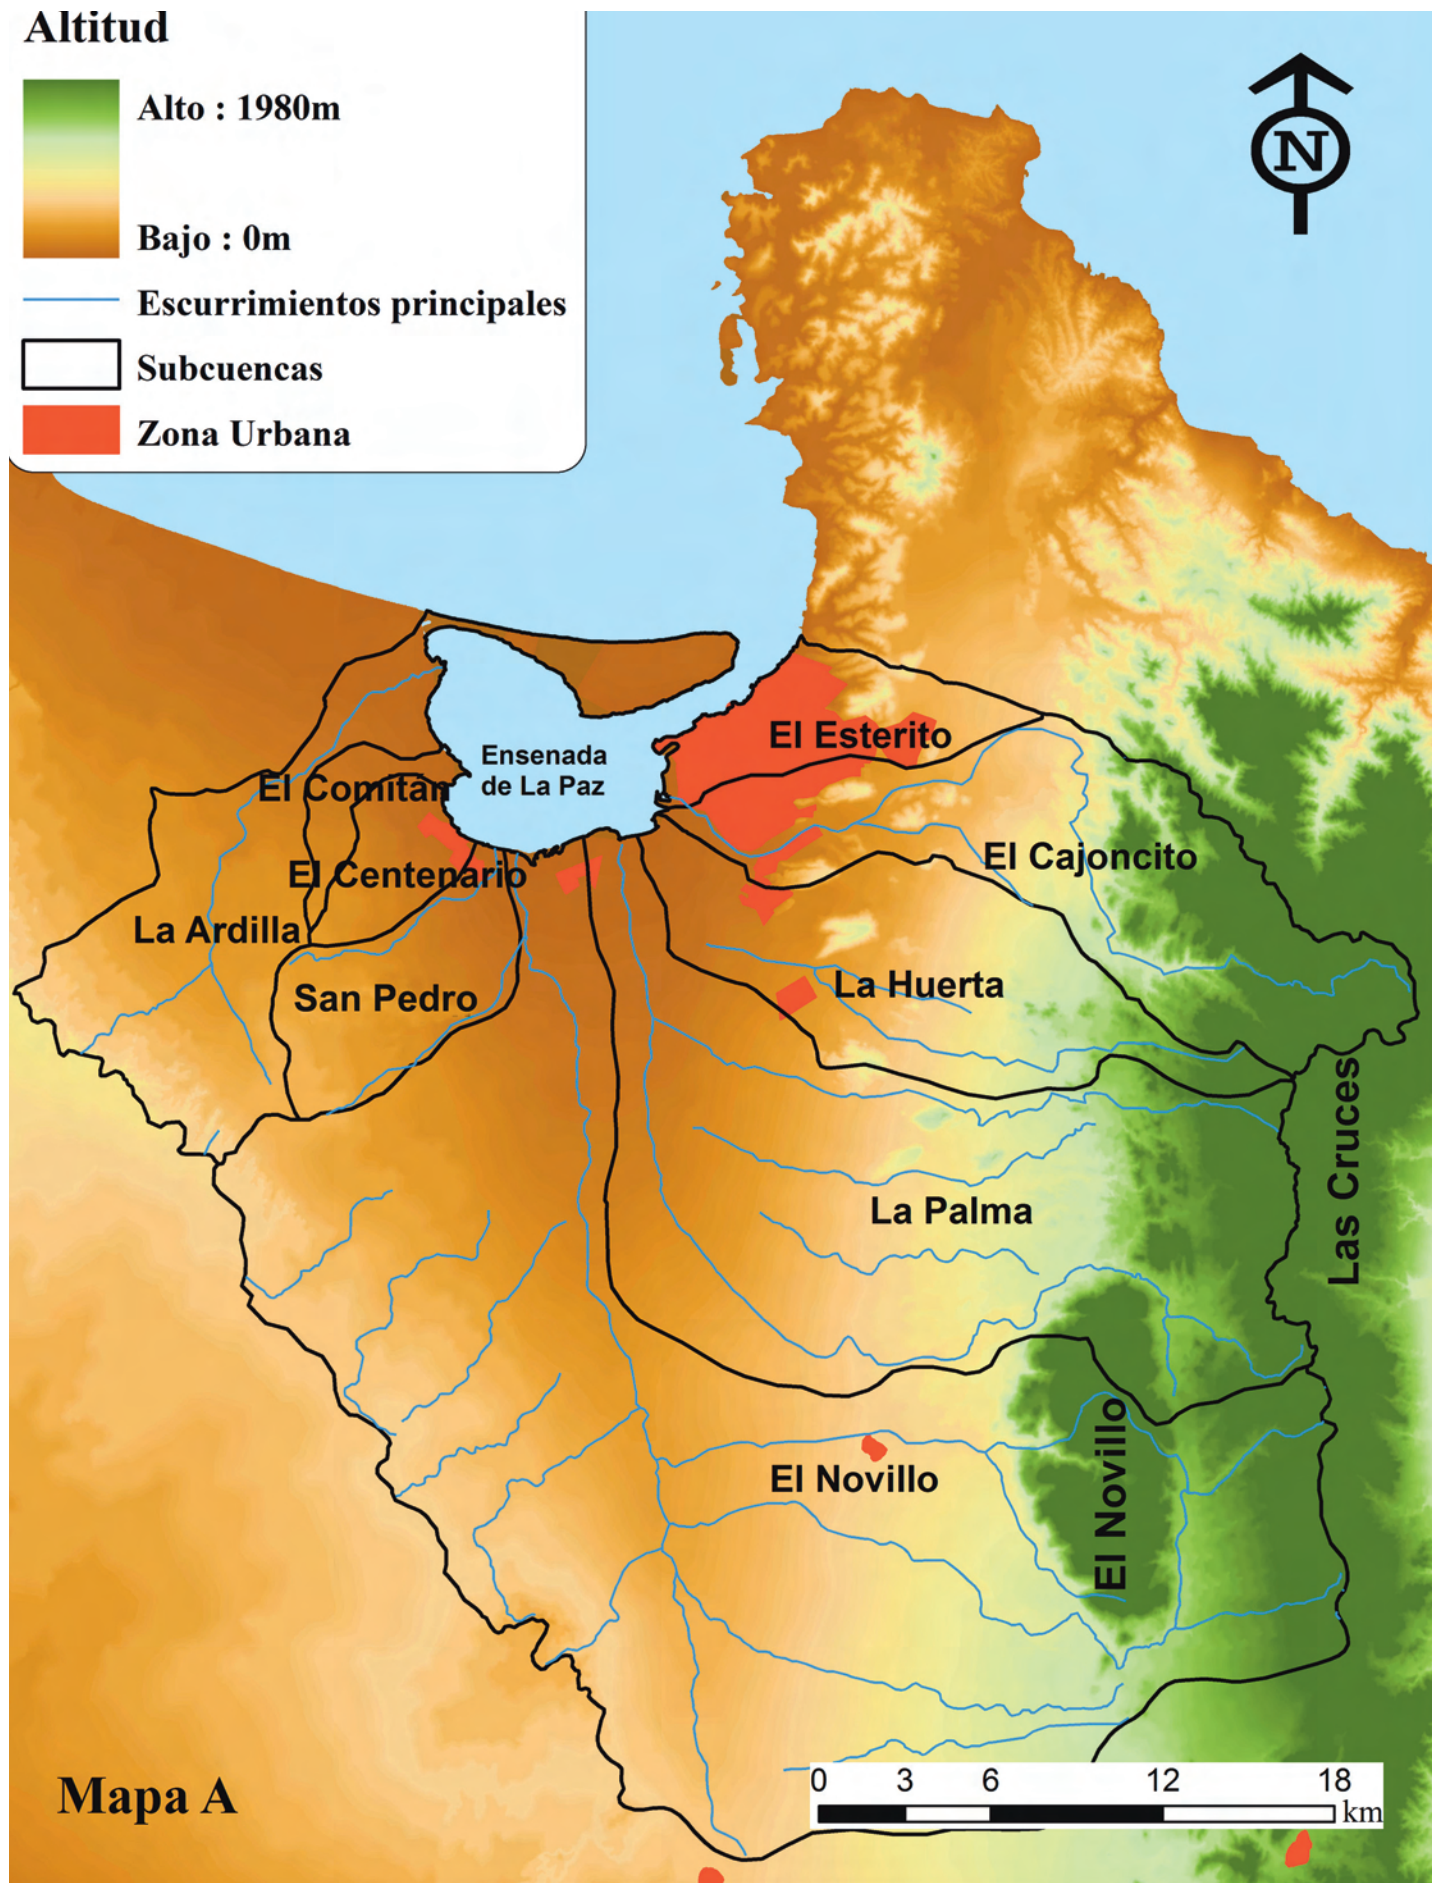 Altitud
Alto : 1980m
Bajo : 0m
Escurrimientos principales
Subcuencas
Zona Urbana
N
El Esterito
Ensenada
de La Paz
El Comitán
El Cajoncito
El Centenario
La Ardilla
La Huerta
San Pedro
Las Cruces
La Palma
El Novillo
El Novillo
Mapa A
0 3 6 12 18
km